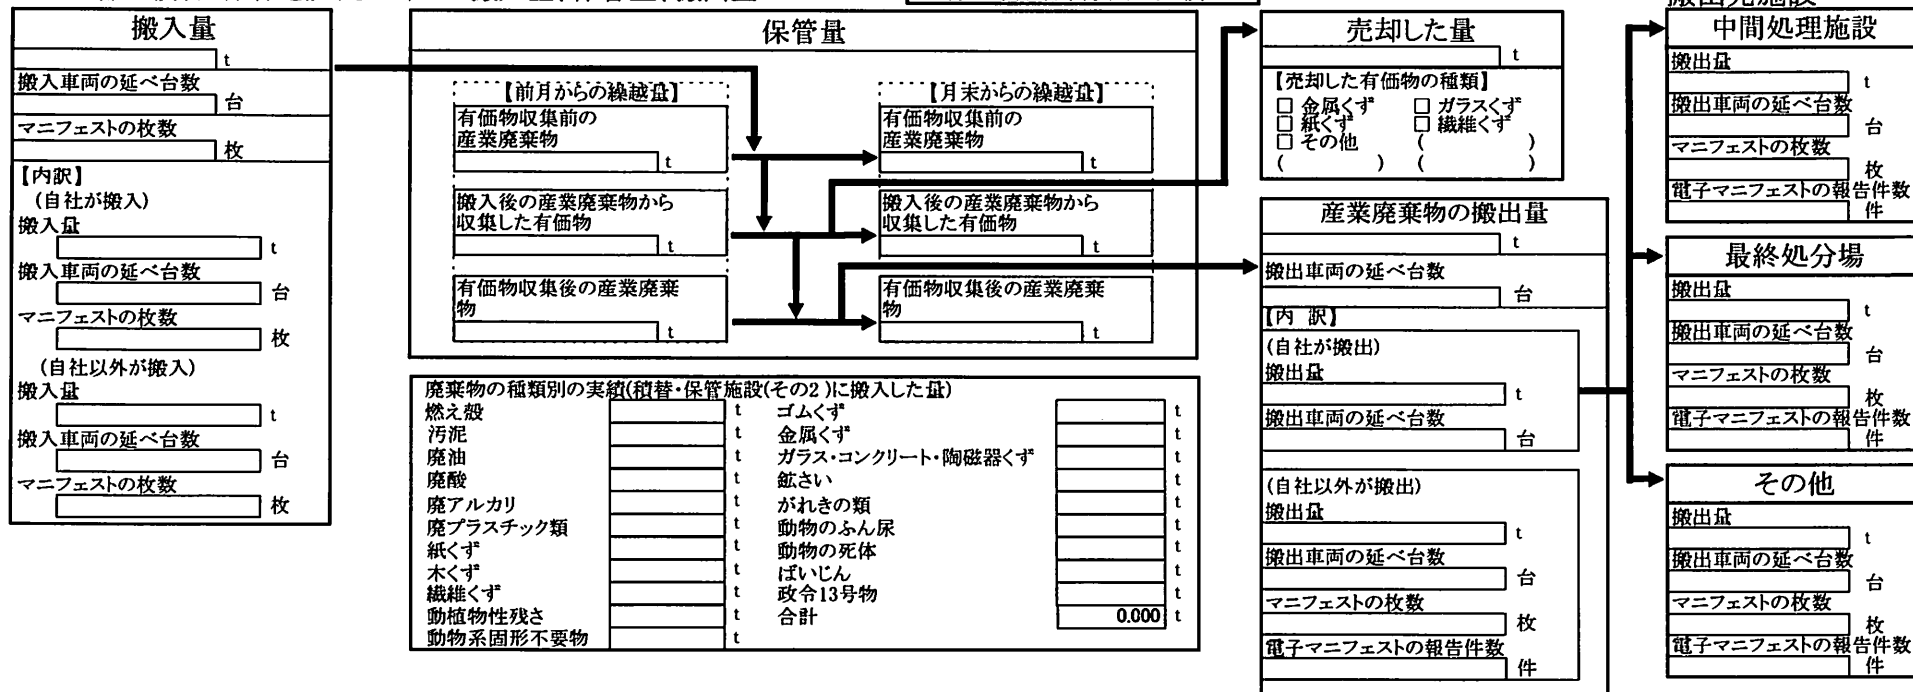 搬入量
t
搬入車両の延べ台数
台
マニフェストの枚数
枚
【内訳】
(自社が搬入)
搬入量
t
搬入車両の延べ台数
台
マニフェストの枚数
枚
(自社以外が搬入)
搬入量
t
搬入車両の延べ台数
台
マニフェストの枚数
枚
保管量
【前月からの繰越量】
有価物収集前の
産業廃棄物
t
搬入後の産業廃棄物から
収集した有価物
t
有価物収集後の産業廃棄
物
t
【月末からの繰越量】
有価物収集前の
産業廃棄物
t
搬入後の産業廃棄物から
収集した有価物
t
有価物収集後の産業廃棄
物
t
廃棄物の種類別の実績(積替・保管施設(その2)に搬入した量)
燃え殻 t ゴムくず t
汚泥 t 金属くず t
廃油 t ガラス・コンクリート・陶磁器くず t
廃酸 t 鉱さい t
廃アルカリ t がれきの類 t
廃プラスチック類 t 動物のふん尿 t
紙くず t 動物の死体 t
木くず t ばいじん t
繊維くず t 政令13号物 t
動植物性残さ t 合計 0.000 t
動物系固形不要物 t
売却した量
t
【売却した有価物の種類】
□ 金属くず □ ガラスくず
□ 紙くず □ 繊維くず
□ その他 ( )
( ) ( )
産業廃棄物の搬出量
t
搬出車両の延べ台数
台
【内 訳】
(自社が搬出)
搬出量
t
搬出車両の延べ台数
台
(自社以外が搬出)
搬出量
t
搬出車両の延べ台数
台
マニフェストの枚数
枚
電子マニフェストの報告件数
件
搬出先施設
中間処理施設
搬出量
t
搬出車両の延べ台数
台
マニフェストの枚数
枚
電子マニフェストの報告件数
件
最終処分場
搬出量
t
搬出車両の延べ台数
台
マニフェストの枚数
枚
電子マニフェストの報告件数
件
その他
搬出量
t
搬出車両の延べ台数
台
マニフェストの枚数
枚
電子マニフェストの報告件数
件